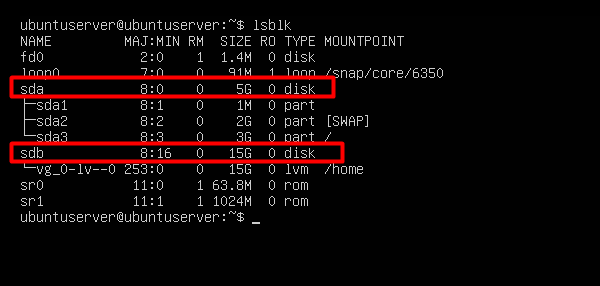 ubuntuserver@ubuntuserver:~$ lsblk
NAME MAJ:MIN RM SIZE RO TYPE MOUNTPOINT
fd0 2:0 1 1.4M 0 disk
loop0 7:0 0 91M 1 loop /snap/core/6350
sda 8:0 0 5G 0 disk
├─sda1 8:1 0 1M 0 part
├─sda2 8:2 0 2G 0 part [SWAP]
└─sda3 8:3 0 3G 0 part /
sdb 8:16 0 15G 0 disk
└─vg_0-lv--0 253:0 0 15G 0 lvm /home
sr0 11:0 1 63.8M 0 rom
sr1 11:1 1 1024M 0 rom
ubuntuserver@ubuntuserver:~$ _